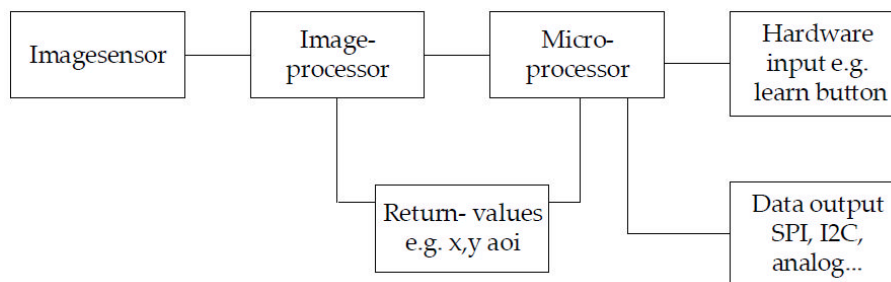 Imagesensor
Image-
processor
Micro-
processor
Hardware
input e.g.
learn button
Return- values
e.g. x,y aoi
Data output
SPI, I2C,
analog...